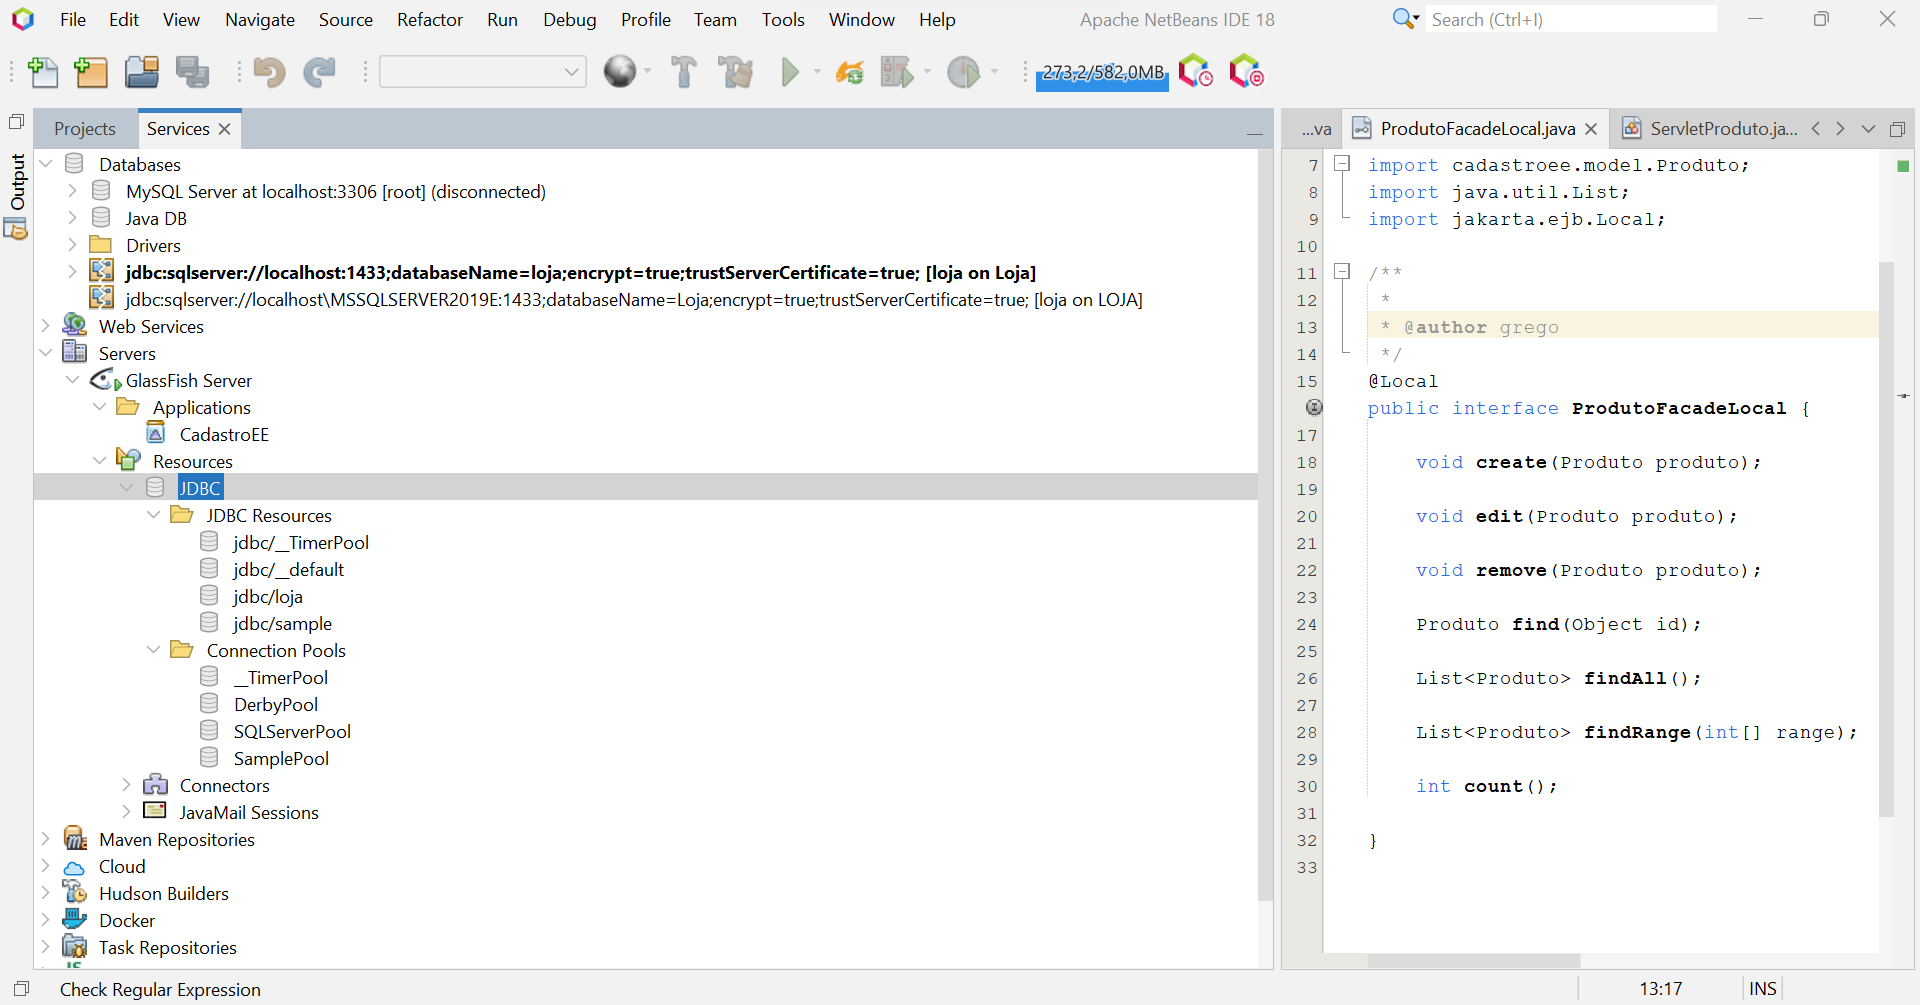 File Edit View Navigate Source Refactor Run Debug Profile Team Tools Window Help Apache NetBeans IDE 18 Search (Ctrl+I)
273,2/582,0MB
Output
Projects Services
Databases
MySQL Server at localhost:3306 [root] (disconnected)
Java DB
Drivers
jdbc:sqlserver://localhost:1433;databaseName=loja;encrypt=true;trustServerCertificate=true; [loja on Loja]
jdbc:sqlserver://localhost\MSSQLSERVER2019E:1433;databaseName=Loja;encrypt=true;trustServerCertificate=true; [loja on LOJA]
Web Services
Servers
GlassFish Server
Applications
CadastroEE
Resources
JDBC
JDBC Resources
jdbc/__TimerPool
jdbc/__default
jdbc/loja
jdbc/sample
Connection Pools
__TimerPool
DerbyPool
SQLServerPool
SamplePool
Connectors
JavaMail Sessions
Maven Repositories
Cloud
Hudson Builders
Docker
Task Repositories
...va ProdutoFacadeLocal.java ServletProduto.ja...
7 import cadastroee.model.Produto;
8 import java.util.List;
9 import jakarta.ejb.Local;
10
11 /**
12 *
13 * @author grego
14 */
15 @Local
public interface ProdutoFacadeLocal {
17
18 void create(Produto produto);
19
20 void edit(Produto produto);
21
22 void remove(Produto produto);
23
24 Produto find(Object id);
25
26 List<Produto> findAll();
27
28 List<Produto> findRange(int[] range);
29
30 int count();
31
32 }
33
Check Regular Expression 13:17 INS